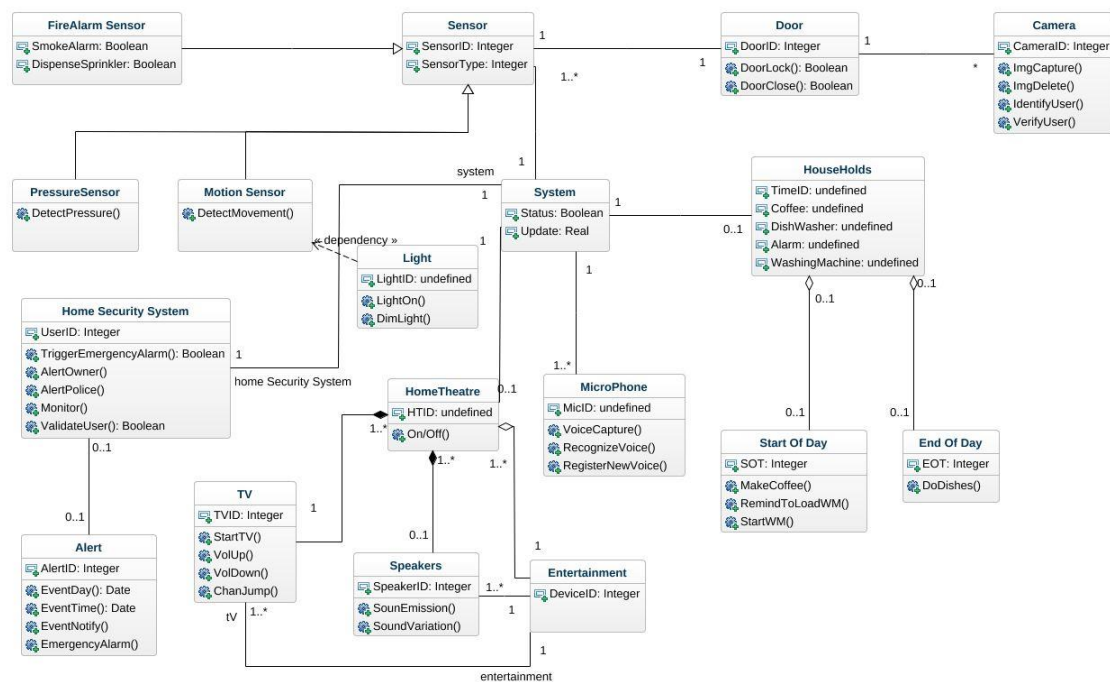 FireAlarm Sensor
SmokeAlarm: Boolean
DispenseSprinkler: Boolean
Sensor
SensorID: Integer
SensorType: Integer
1
1
1..*
Door
DoorID: Integer
DoorLock(): Boolean
DoorClose(): Boolean
1
*
Camera
CameraID: Integer
ImgCapture()
ImgDelete()
IdentifyUser()
VerifyUser()
PressureSensor
DetectPressure()
Motion Sensor
DetectMovement()
system
1
1
System
Status: Boolean
Update: Real
1
0..1
1
1
HouseHolds
TimeID: undefined
Coffee: undefined
DishWasher: undefined
Alarm: undefined
WashingMachine: undefined
0..1
0..1
« dependency »
Light
LightID: undefined
LightOn()
DimLight()
Home Security System
UserID: Integer
TriggerEmergencyAlarm(): Boolean
AlertOwner()
AlertPolice()
Monitor()
ValidateUser(): Boolean
1
home Security System
0..1
0..1
HomeTheatre
HTID: undefined
On/Off()
0..1
1..*
1..*
1..*
1..*
MicroPhone
MicID: undefined
VoiceCapture()
RecognizeVoice()
RegisterNewVoice()
0..1
0..1
Start Of Day
SOT: Integer
MakeCoffee()
RemindToLoadWM()
StartWM()
End Of Day
EOT: Integer
DoDishes()
TV
TVID: Integer
StartTV()
VolUp()
VolDown()
ChanJump()
1
0..1
1
tV
1..*
Alert
AlertID: Integer
EventDay(): Date
EventTime(): Date
EventNotify()
EmergencyAlarm()
Speakers
SpeakerID: Integer
SounEmission()
SoundVariation()
1..*
1
Entertainment
DeviceID: Integer
1
entertainment